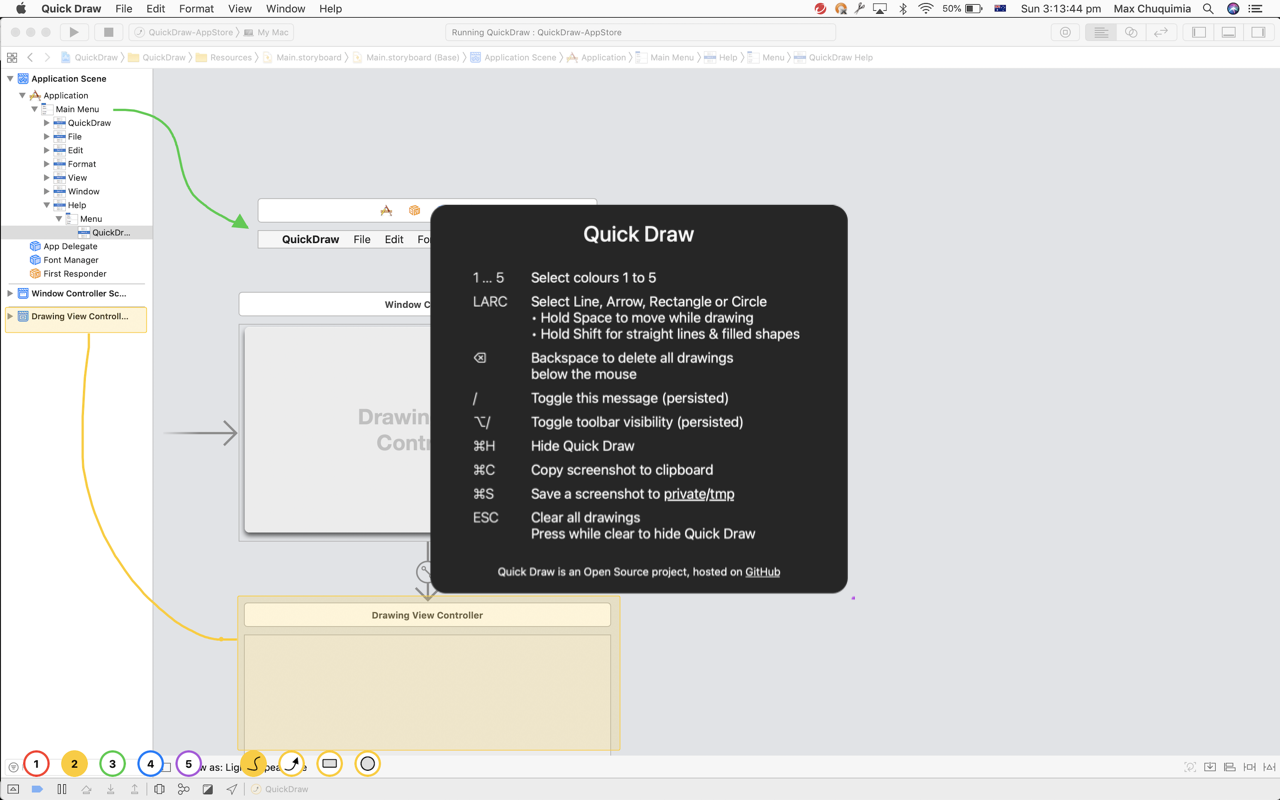 Quick Draw File Edit Format View Window Help 50% Sun 3:13:44 pm Max Chuquimia
QuickDraw-AppStore My Mac Running QuickDraw : QuickDraw-AppStore
QuickDraw QuickDraw Resources Main.storyboard Main.storyboard (Base) Application Scene Application Main Menu Help Menu QuickDraw Help
Application Scene
Application
Main Menu
QuickDraw
File
Edit
Format
View
Window
Help
Menu
QuickDr...
App Delegate
Font Manager
First Responder
Window Controller Sc...
Drawing View Controll...
QuickDraw File Edit Fo
Window C
Drawin
Contr
Quick Draw
1 ... 5 Select colours 1 to 5
LARC Select Line, Arrow, Rectangle or Circle
• Hold Space to move while drawing
• Hold Shift for straight lines & filled shapes
⌫ Backspace to delete all drawings
below the mouse
/ Toggle this message (persisted)
⌥/ Toggle toolbar visibility (persisted)
⌘H Hide Quick Draw
⌘C Copy screenshot to clipboard
⌘S Save a screenshot to private/tmp
ESC Clear all drawings
Press while clear to hide Quick Draw
Quick Draw is an Open Source project, hosted on GitHub
Drawing View Controller
1 2 3 4 5
w as: Lig
QuickDraw